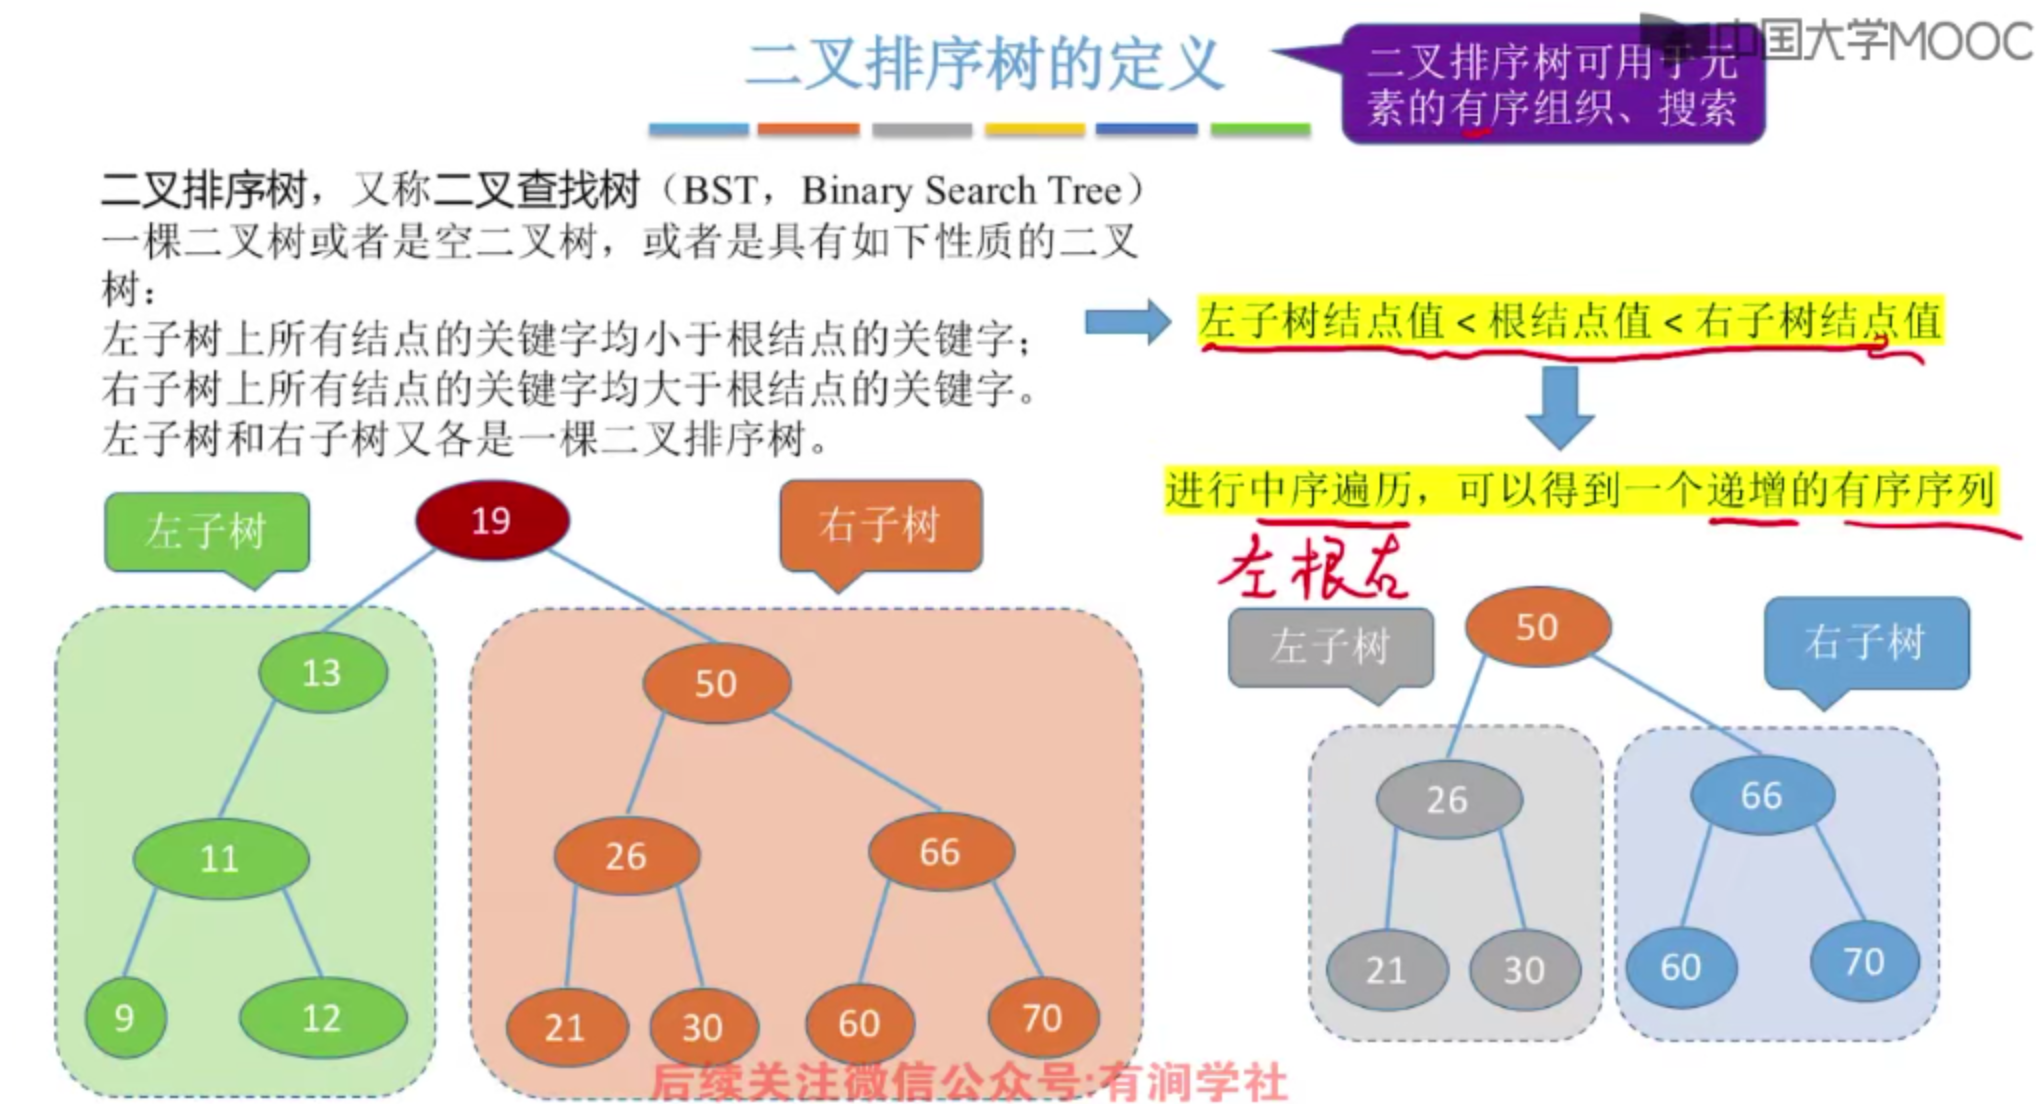 二叉排序树的定义
二叉排序树可用于元
素的有序组织、搜索
中国大学MOOC
二叉排序树，又称二叉查找树（BST，Binary Search Tree）
一棵二叉树或者是空二叉树，或者是具有如下性质的二叉
树：
左子树上所有结点的关键字均小于根结点的关键字；
右子树上所有结点的关键字均大于根结点的关键字。
左子树和右子树又各是一棵二叉排序树。
左子树结点值 < 根结点值 < 右子树结点值
进行中序遍历，可以得到一个递增的有序序列
左根右
左子树
19
右子树
13
50
11
26
66
9
12
21
30
60
70
左子树
50
右子树
26
66
21
30
60
70
后续关注微信公众号:有涧学社